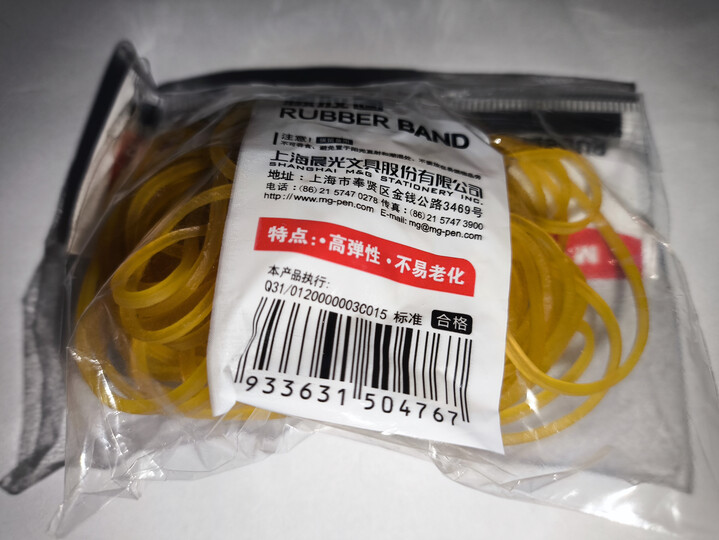 RUBBER BAND
注意!
上海晨光文具股份有限公司
SHANGHAI M&G STATIONERY INC.
地址:上海市奉贤区金钱公路3469号
电话:(86) 21 5747 0278 传真:(86) 21 5747 3900
http://www.mg-pen.com E-mail: mg@mg-pen.com
特点:·高弹性·不易老化
本产品执行:
Q31/0120000003C015 标准 合格
933631 504767